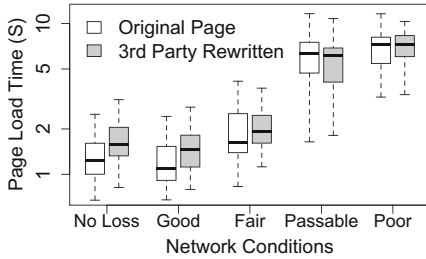 Page Load Time (S)
10
5
2
1
Original Page
3rd Party Rewritten
No Loss Good Fair Passable Poor
Network Conditions